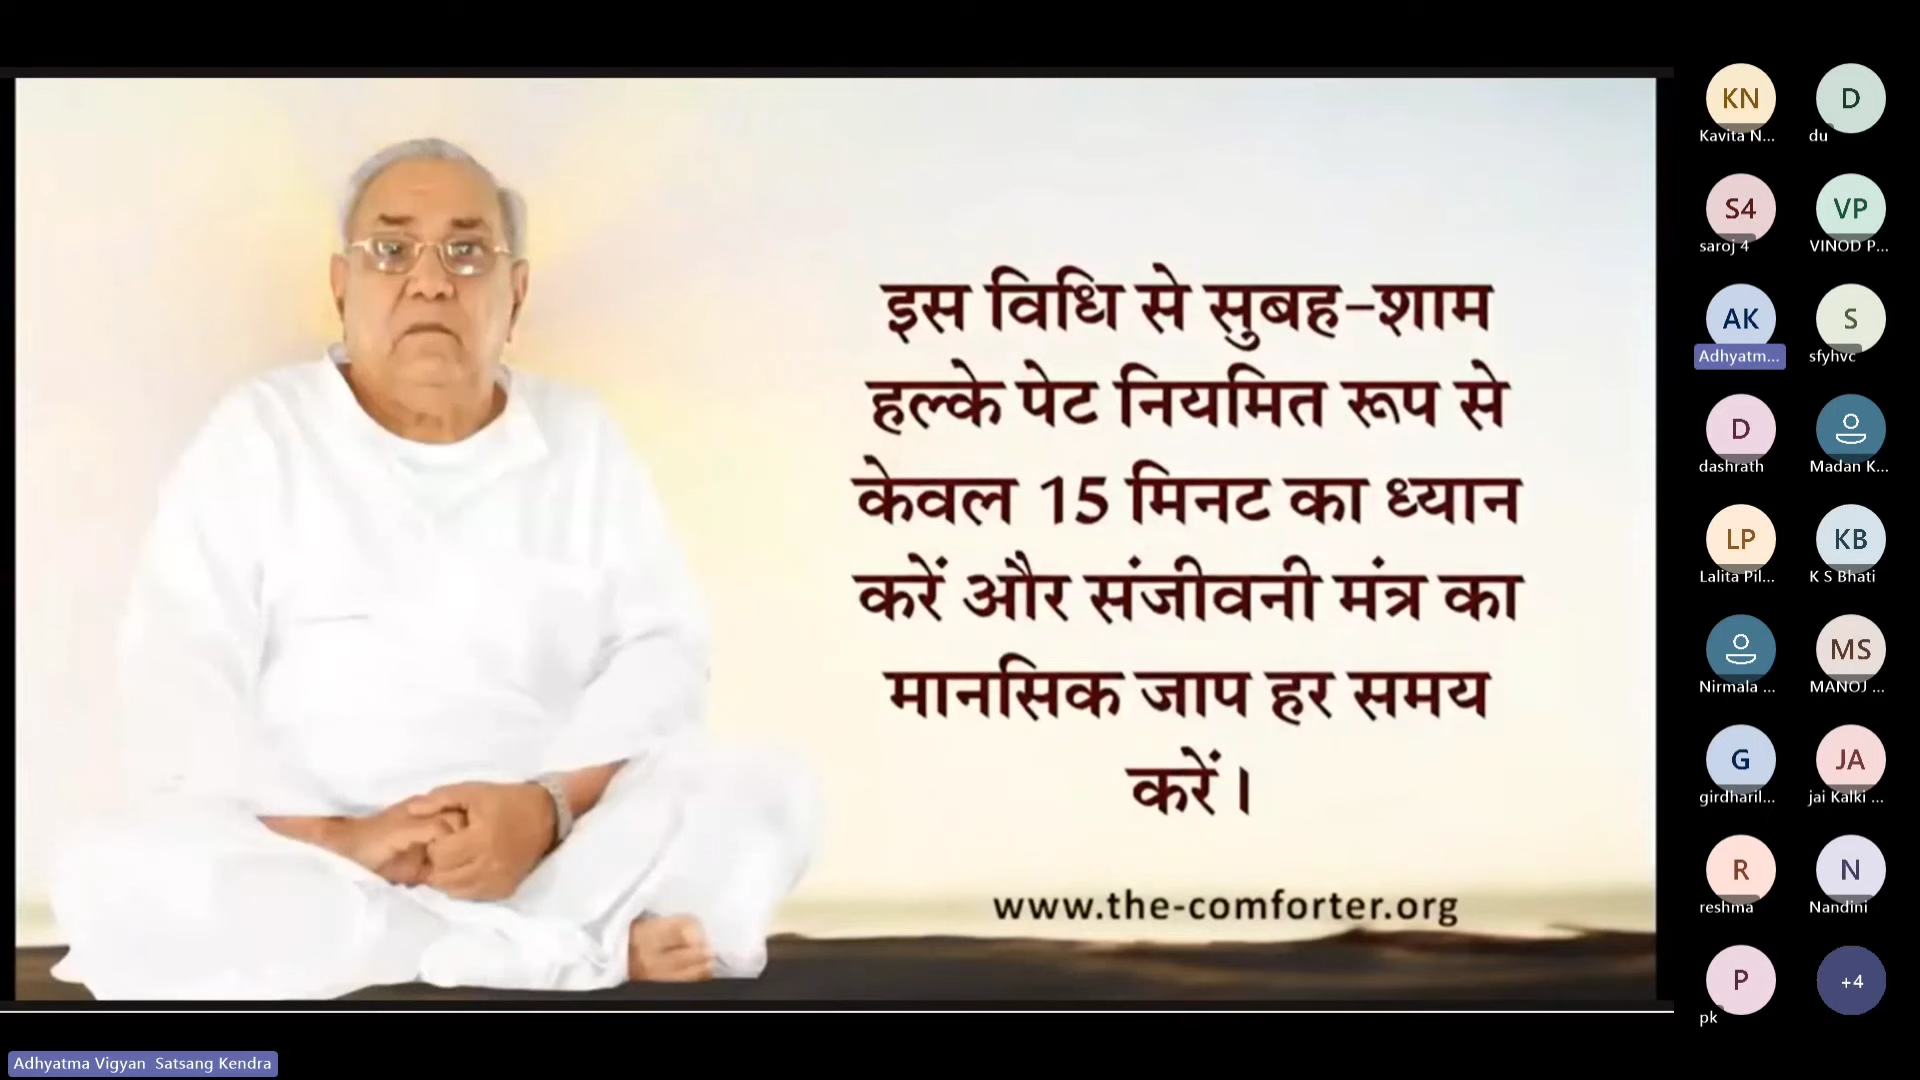 इस विधि से सुबह-शाम
हल्के पेट नियमित रूप से
केवल 15 मिनट का ध्यान
करें और संजीवनी मंत्र का
मानसिक जाप हर समय
करें।
www.the-comforter.org
KN
Kavita N...
D
du
S4
saroj 4
VP
VINOD P...
AK
Adhyatm...
S
sfyhvc
D
dashrath
Madan K...
LP
Lalita Pil...
KB
K S Bhati
Nirmala ...
MS
MANOJ ...
G
girdharil...
JA
jai Kalki ...
R
reshma
N
Nandini
P
pk
+4
Adhyatma Vigyan Satsang Kendra